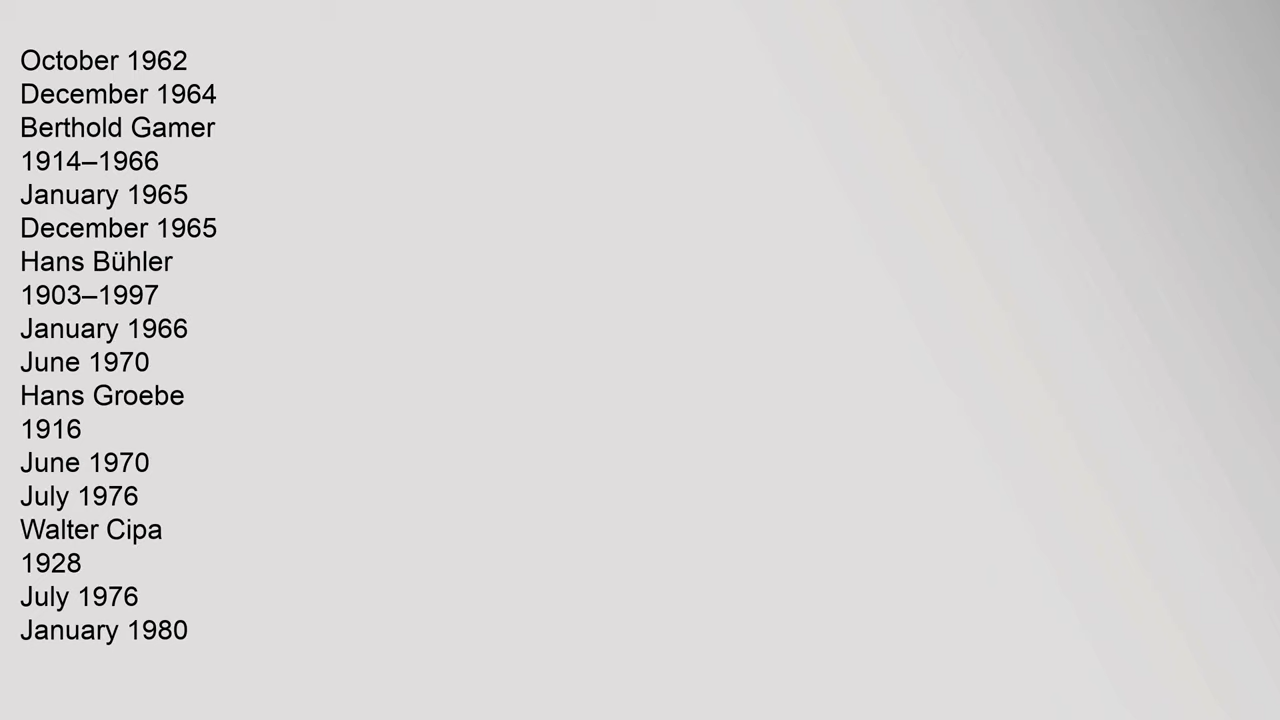 October 1962
December 1964
Berthold Gamer
1914–1966
January 1965
December 1965
Hans Bühler
1903–1997
January 1966
June 1970
Hans Groebe
1916
June 1970
July 1976
Walter Cipa
1928
July 1976
January 1980